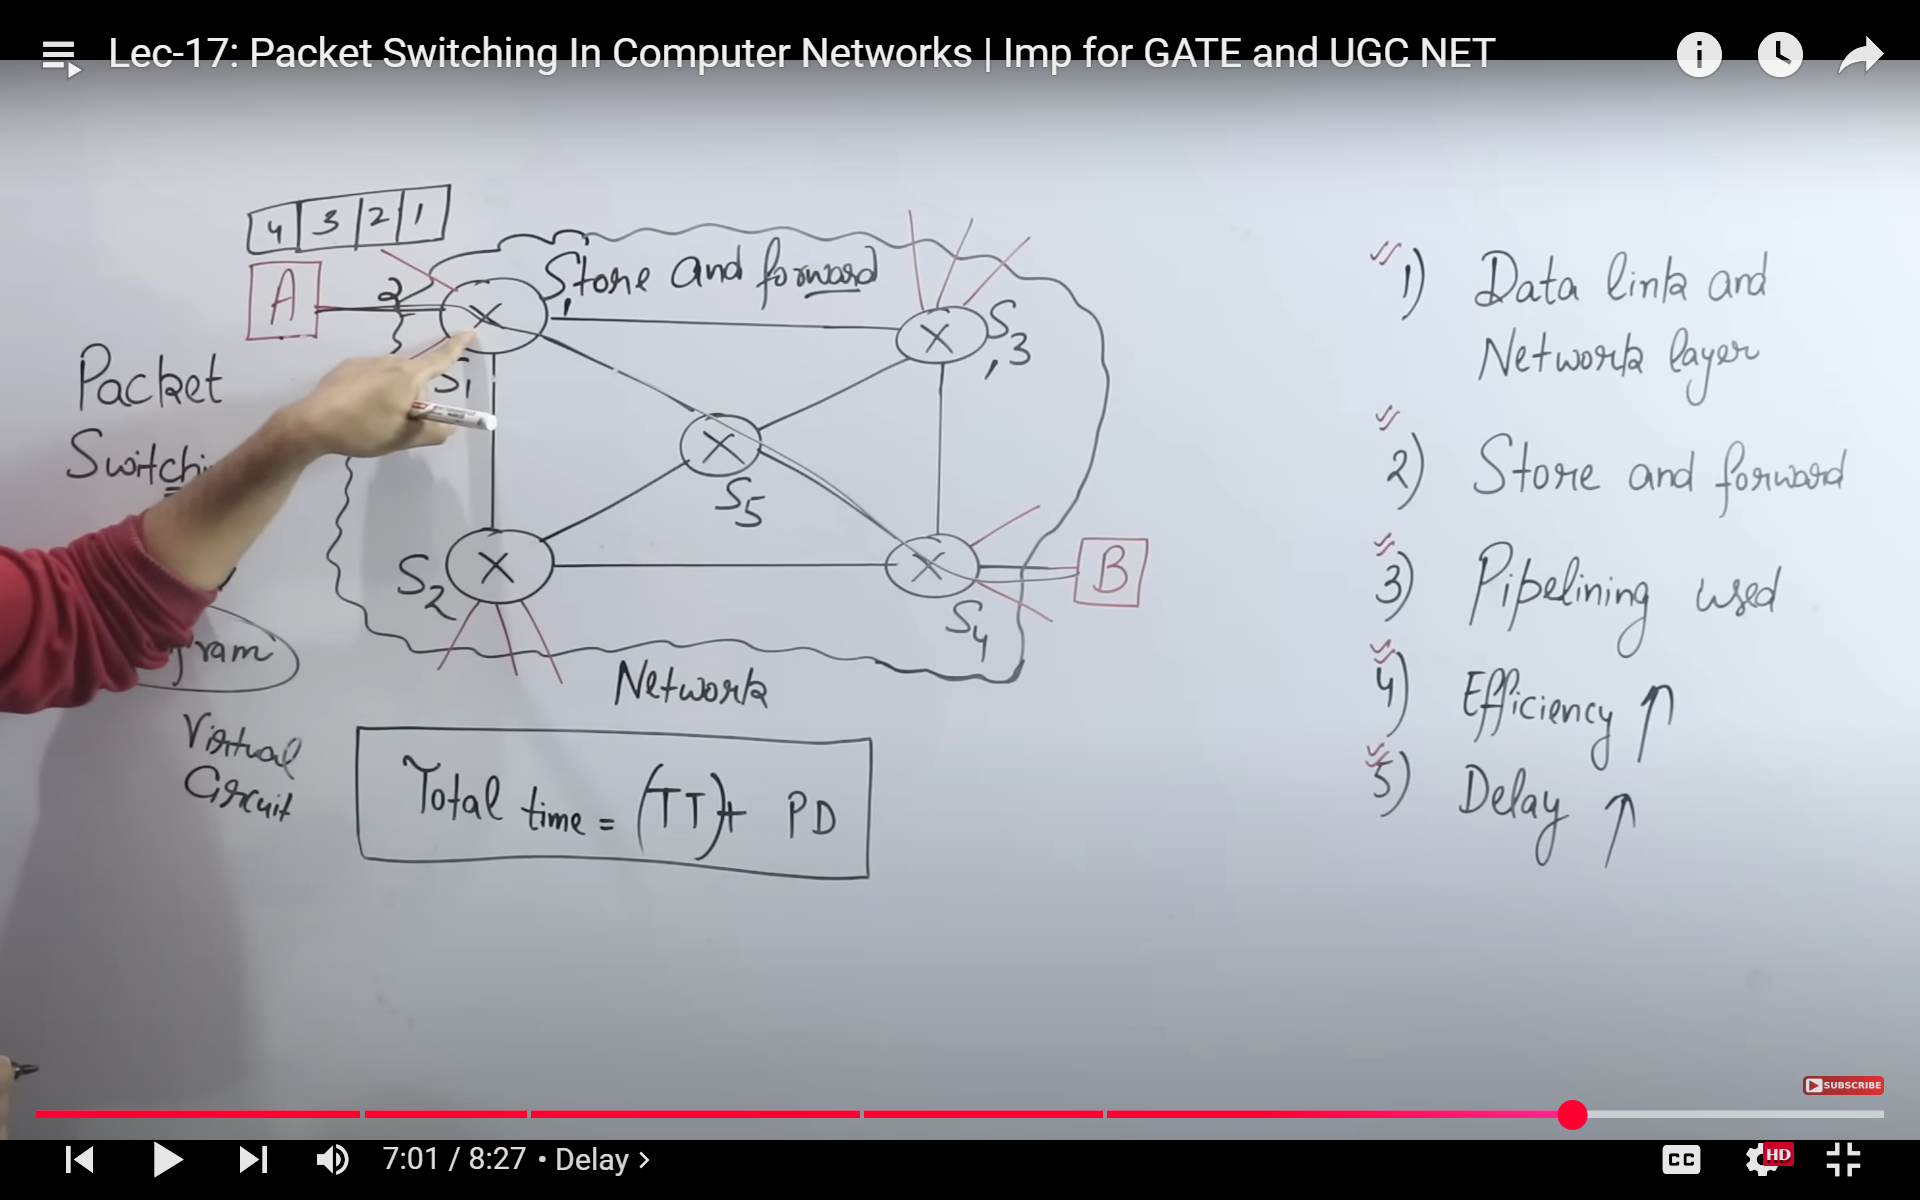 Lec-17: Packet Switching In Computer Networks | Imp for GATE and UGC NET
4 3 2 1
A
2
Store and forward
S1
S3
Packet
S5
S2
S4
B
Network
Virtual
Circuit
Total time = (TT)+ PD
1) Data link and
Network layer
2) Store and forward
3) Pipelining used
4) Efficiency ↑
5) Delay ↑
SUBSCRIBE
7:01 / 8:27 • Delay >
CC
HD